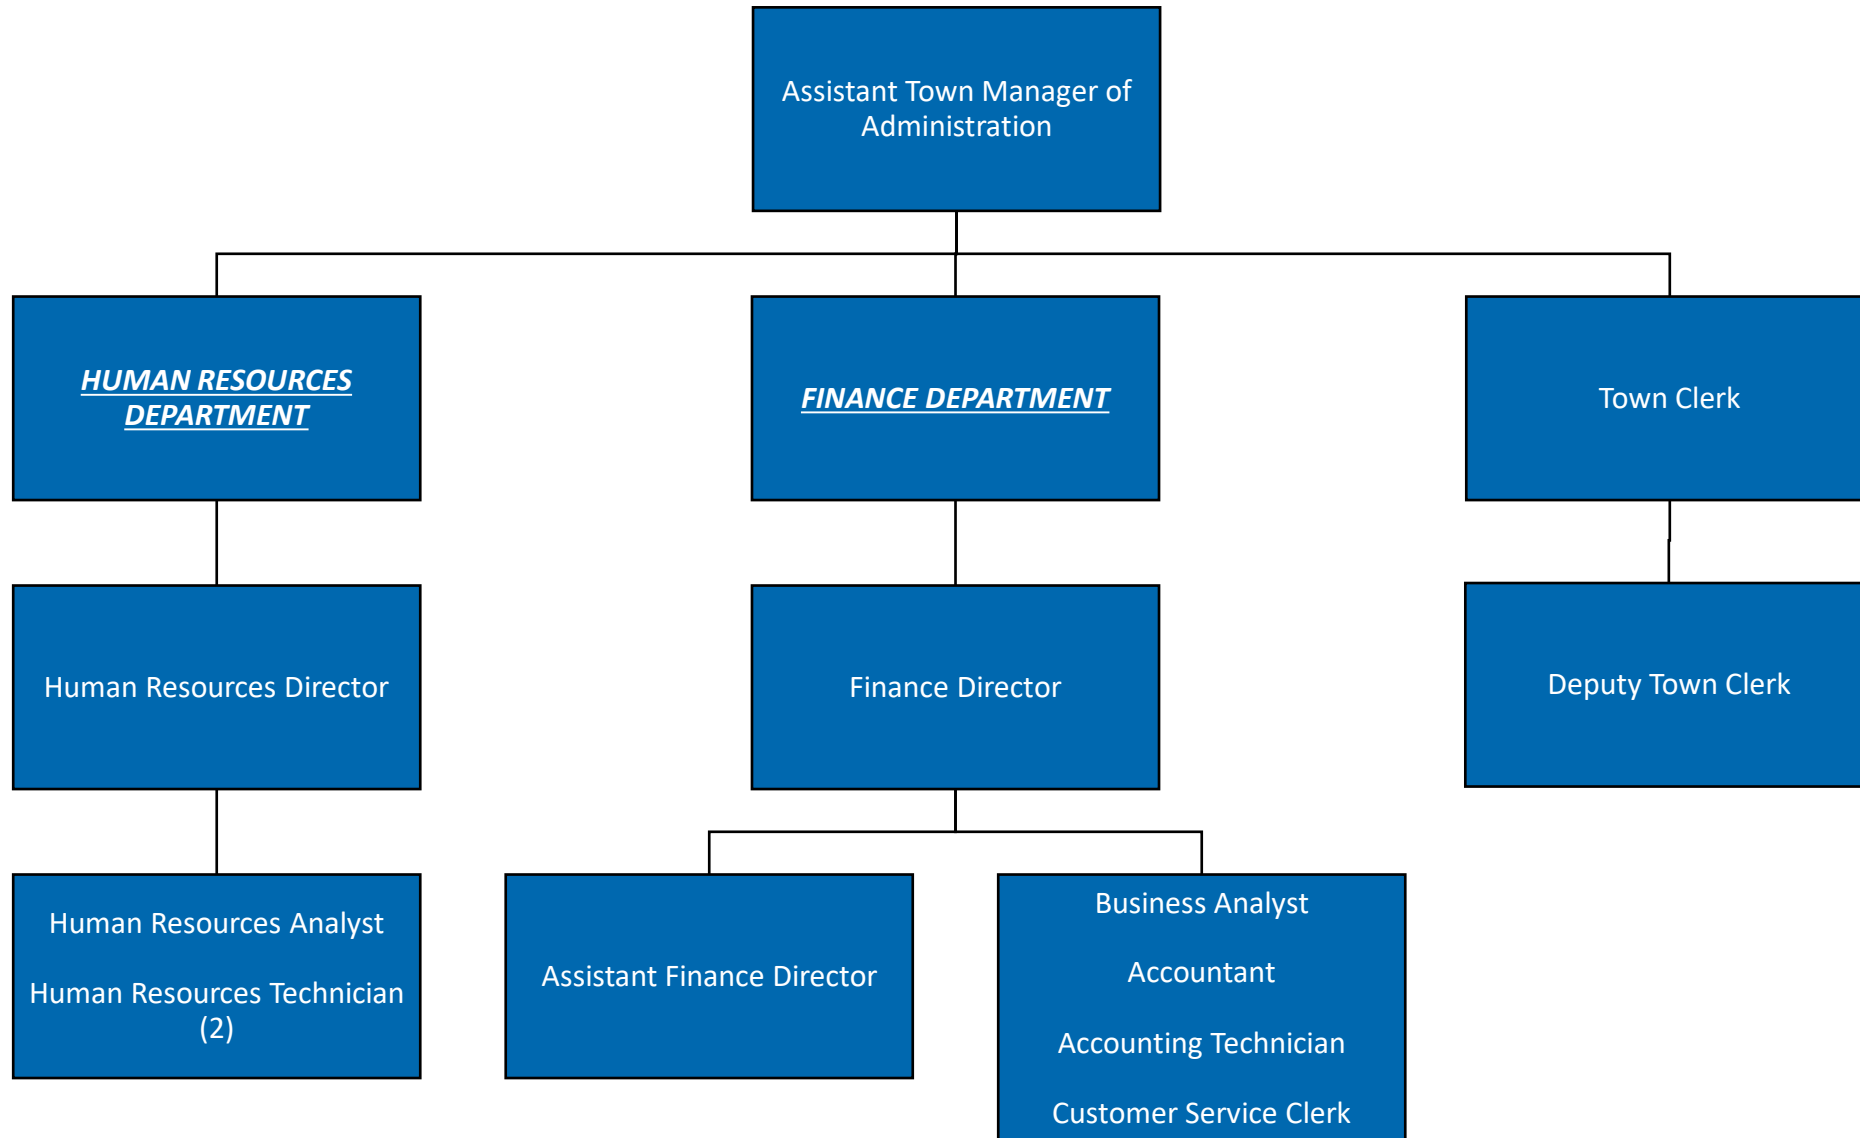 Assistant Town Manager of
Administration
HUMAN RESOURCES
DEPARTMENT
FINANCE DEPARTMENT
Town Clerk
Human Resources Director
Finance Director
Deputy Town Clerk
Human Resources Analyst
Human Resources Technician
(2)
Assistant Finance Director
Business Analyst
Accountant
Accounting Technician
Customer Service Clerk